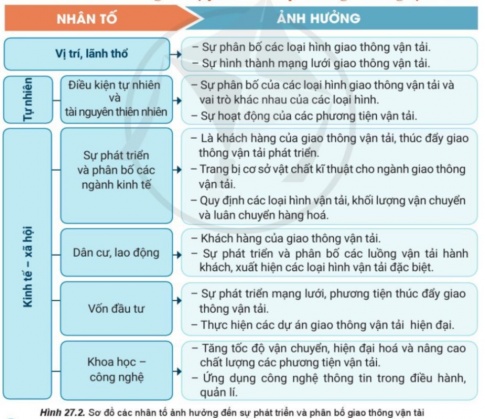 NHÂN TỐ
ẢNH HƯỞNG
Vị trí, lãnh thổ
– Sự phân bố các loại hình giao thông vận tải.
– Sự hình thành mạng lưới giao thông vận tải.
Tự nhiên
Điều kiện tự nhiên
và
tài nguyên thiên nhiên
– Sự phân bố của các loại hình giao thông vận tải và
vai trò khác nhau của các loại hình.
– Sự hoạt động của các phương tiện vận tải.
Kinh tế – xã hội
Sự phát triển
và phân bố các
ngành kinh tế
– Là khách hàng của giao thông vận tải, thúc đẩy giao
thông vận tải phát triển.
– Trang bị cơ sở vật chất kĩ thuật cho ngành giao thông
vận tải.
– Quy định các loại hình vận tải, khối lượng vận chuyển
và luân chuyển hàng hoá.
Dân cư, lao động
– Khách hàng của giao thông vận tải.
– Sự phát triển và phân bố các luồng vận tải hành
khách, xuất hiện các loại hình vận tải đặc biệt.
Vốn đầu tư
– Sự phát triển mạng lưới, phương tiện thúc đẩy giao
thông vận tải.
– Thực hiện các dự án giao thông vận tải hiện đại.
Khoa học –
công nghệ
– Tăng tốc độ vận chuyển, hiện đại hoá và nâng cao
chất lượng các phương tiện vận tải.
– Ứng dụng công nghệ thông tin trong điều hành,
quản lí.
Hình 27.2. Sơ đồ các nhân tố ảnh hưởng đến sự phát triển và phân bố giao thông vận tải